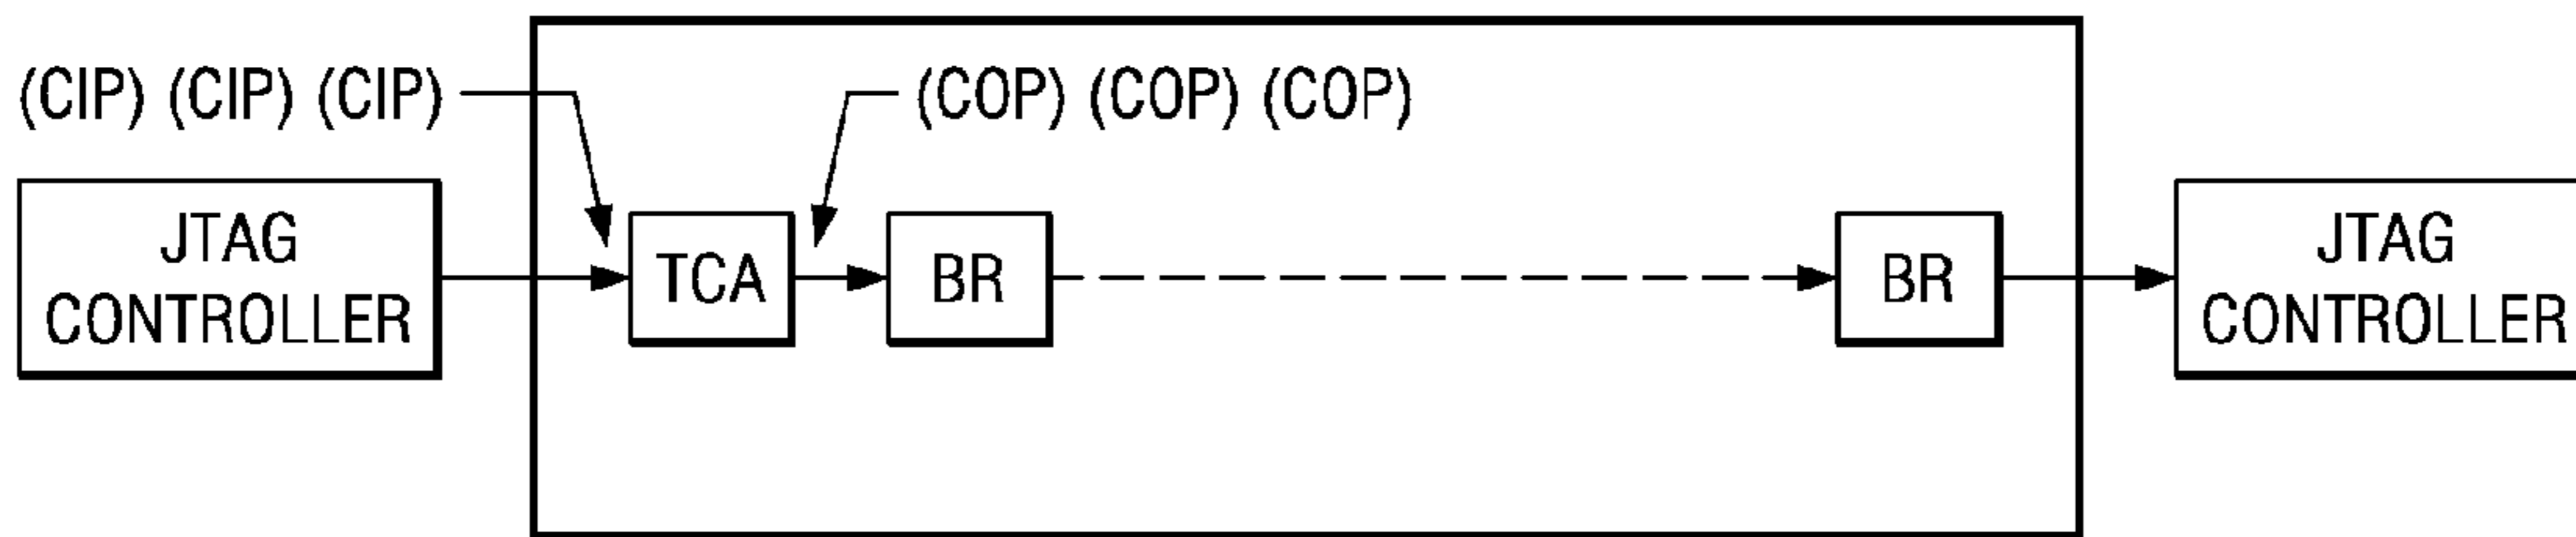 (CIP) (CIP) (CIP)
(COP) (COP) (COP)
JTAG
CONTROLLER
TCA
BR
BR
JTAG
CONTROLLER